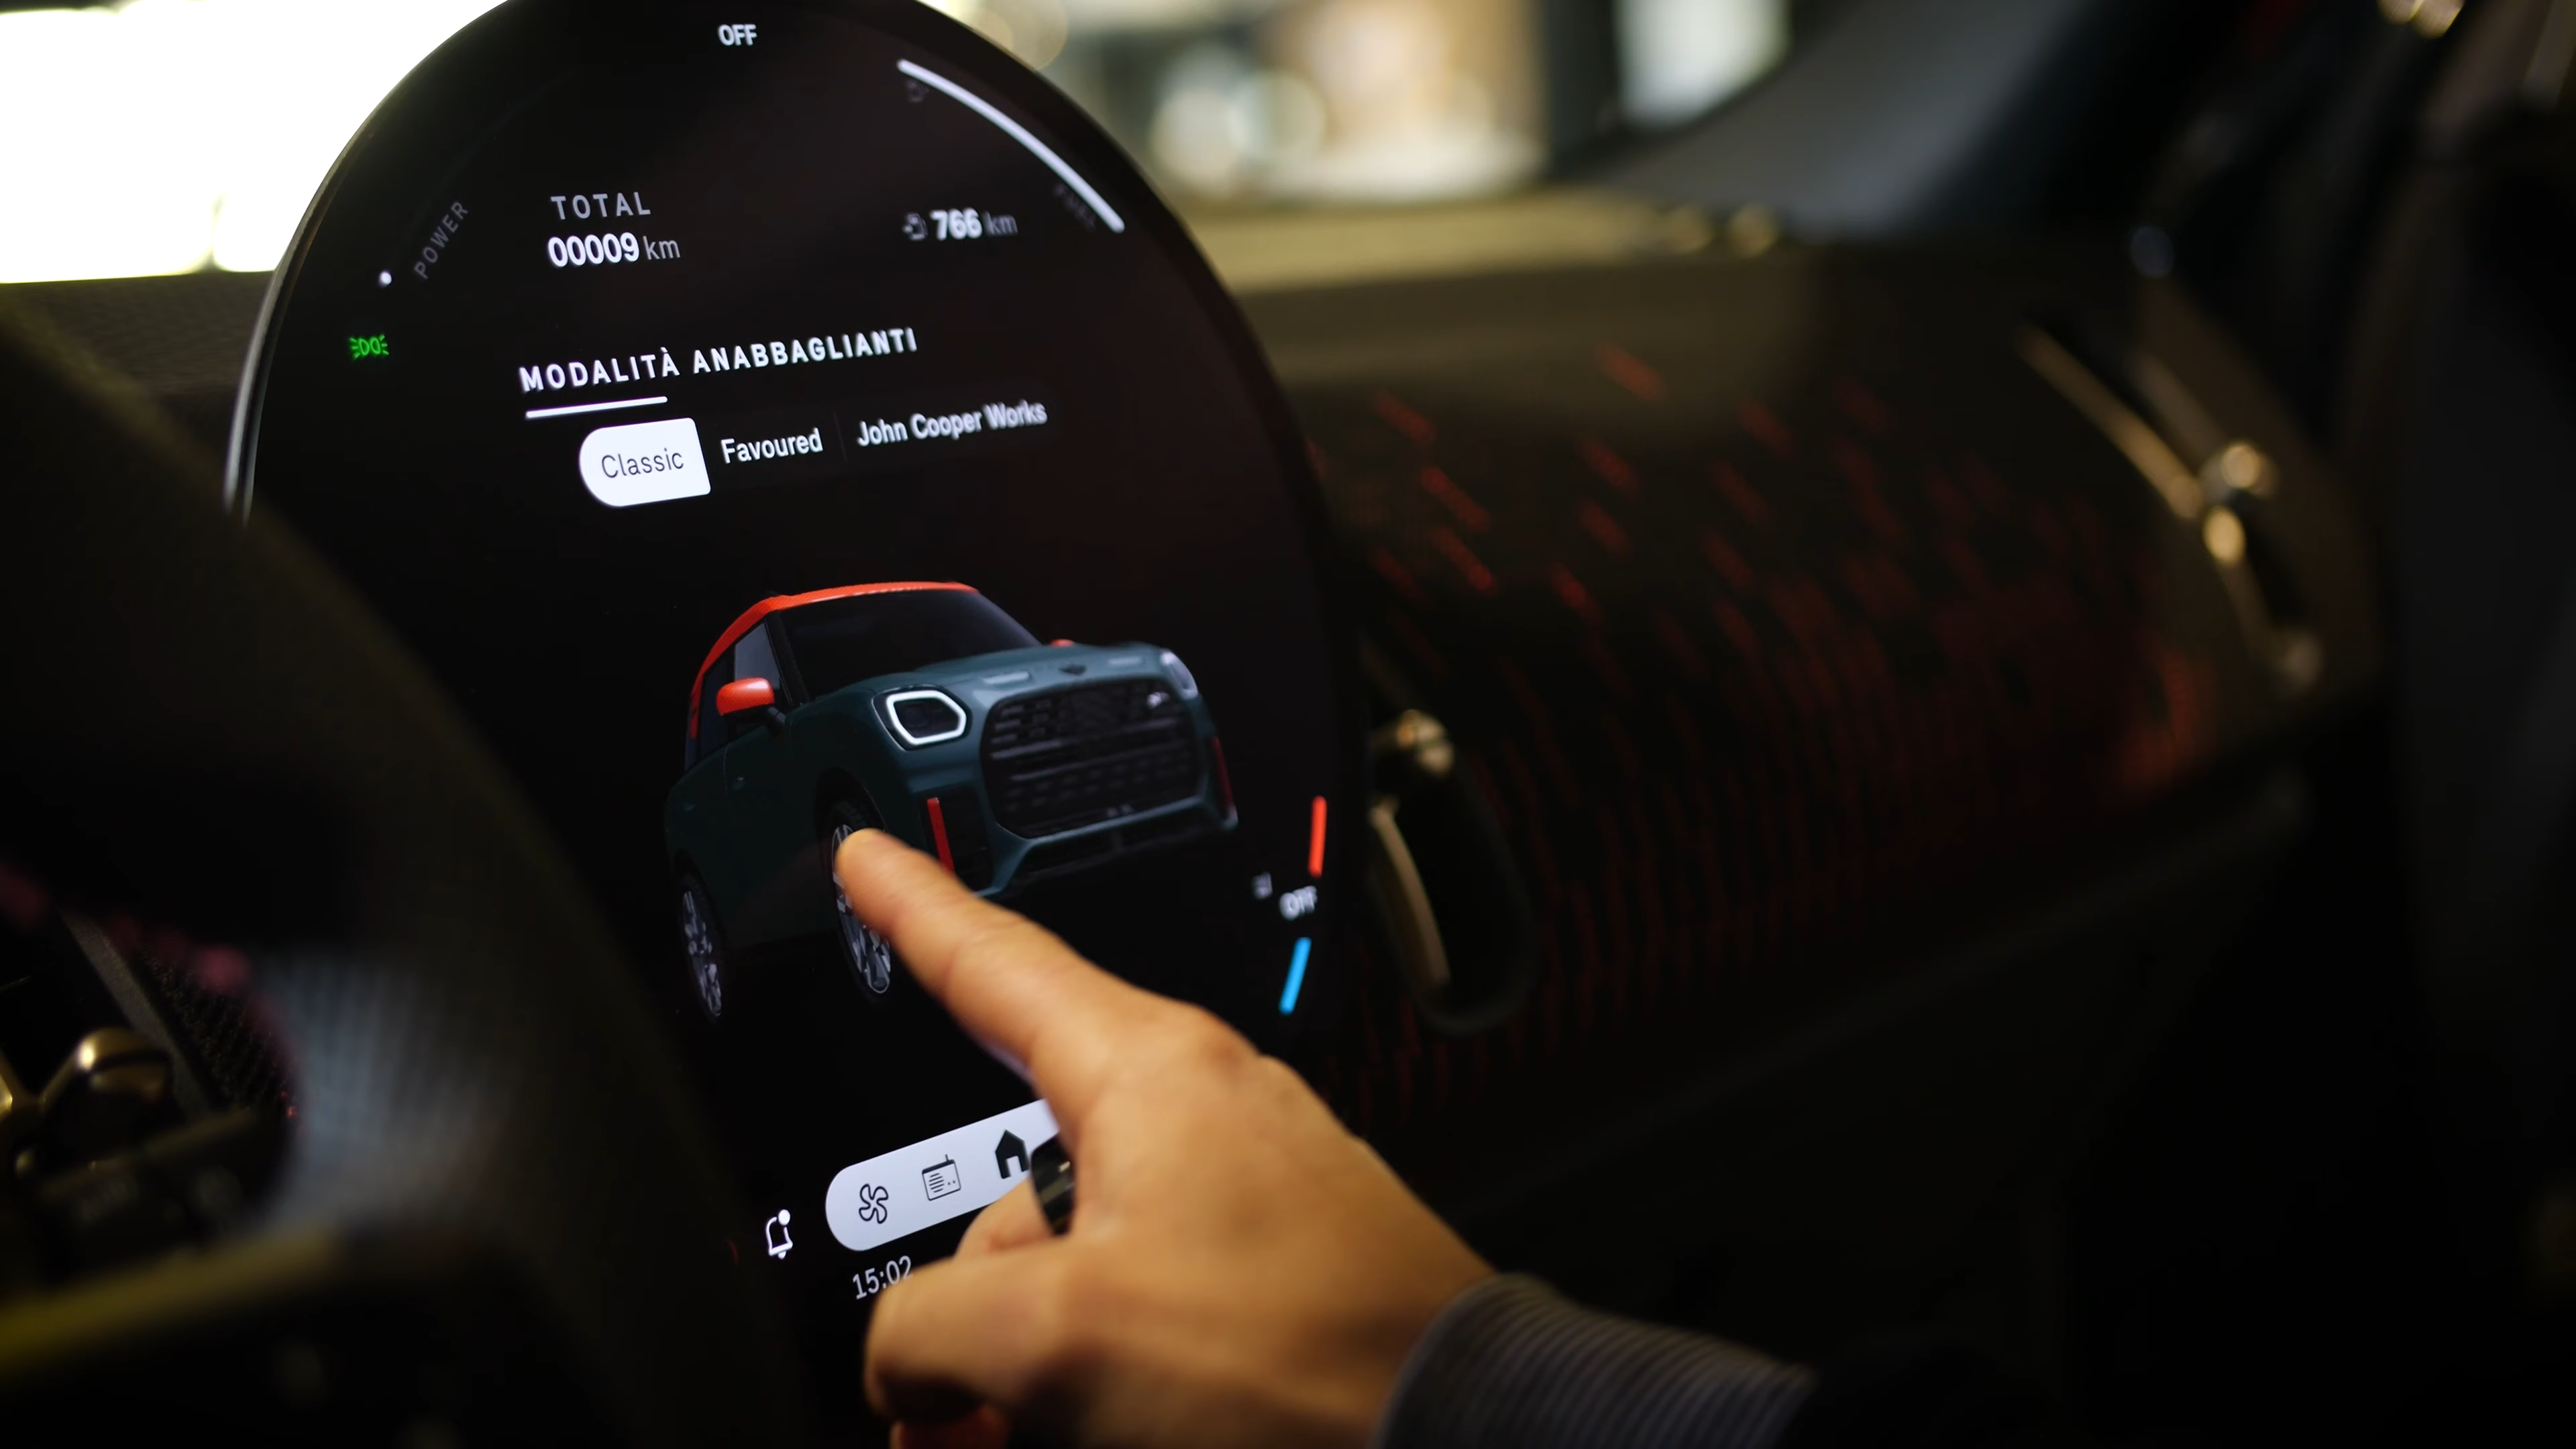 OFF
POWER
TOTAL
00009 km
766 km
MODALITÀ ANABBAGLIANTI
Classic
Favoured
John Cooper Works
OFF
15:02